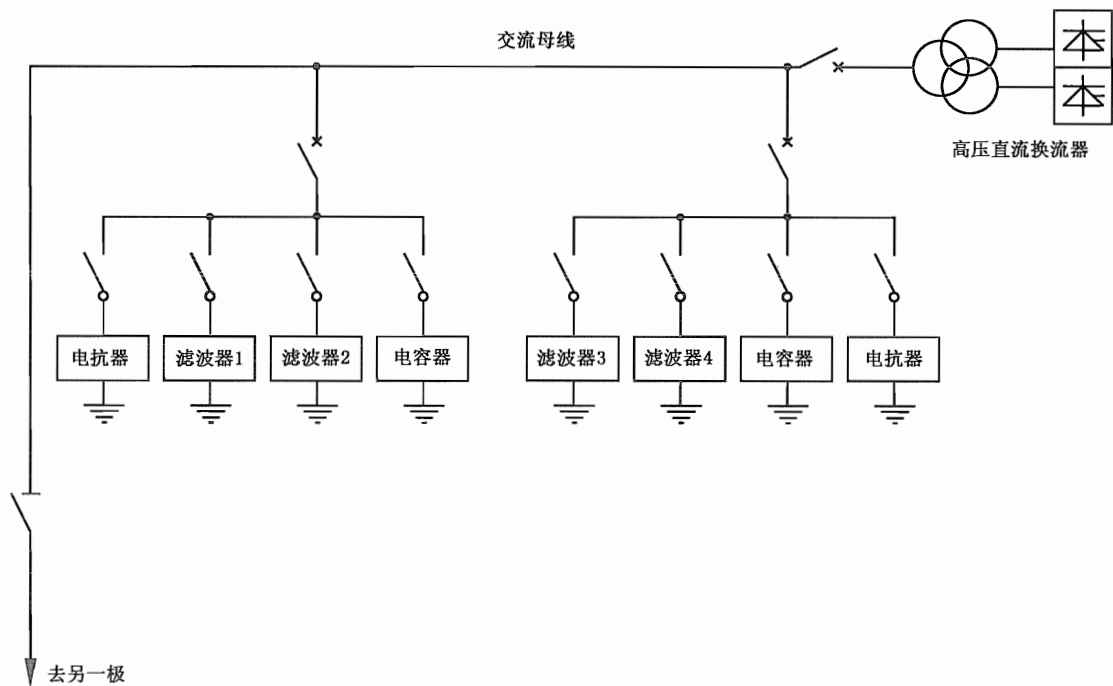 交流母线
高压直流换流器
电抗器
滤波器1
滤波器2
电容器
滤波器3
滤波器4
电容器
电抗器
去另一极